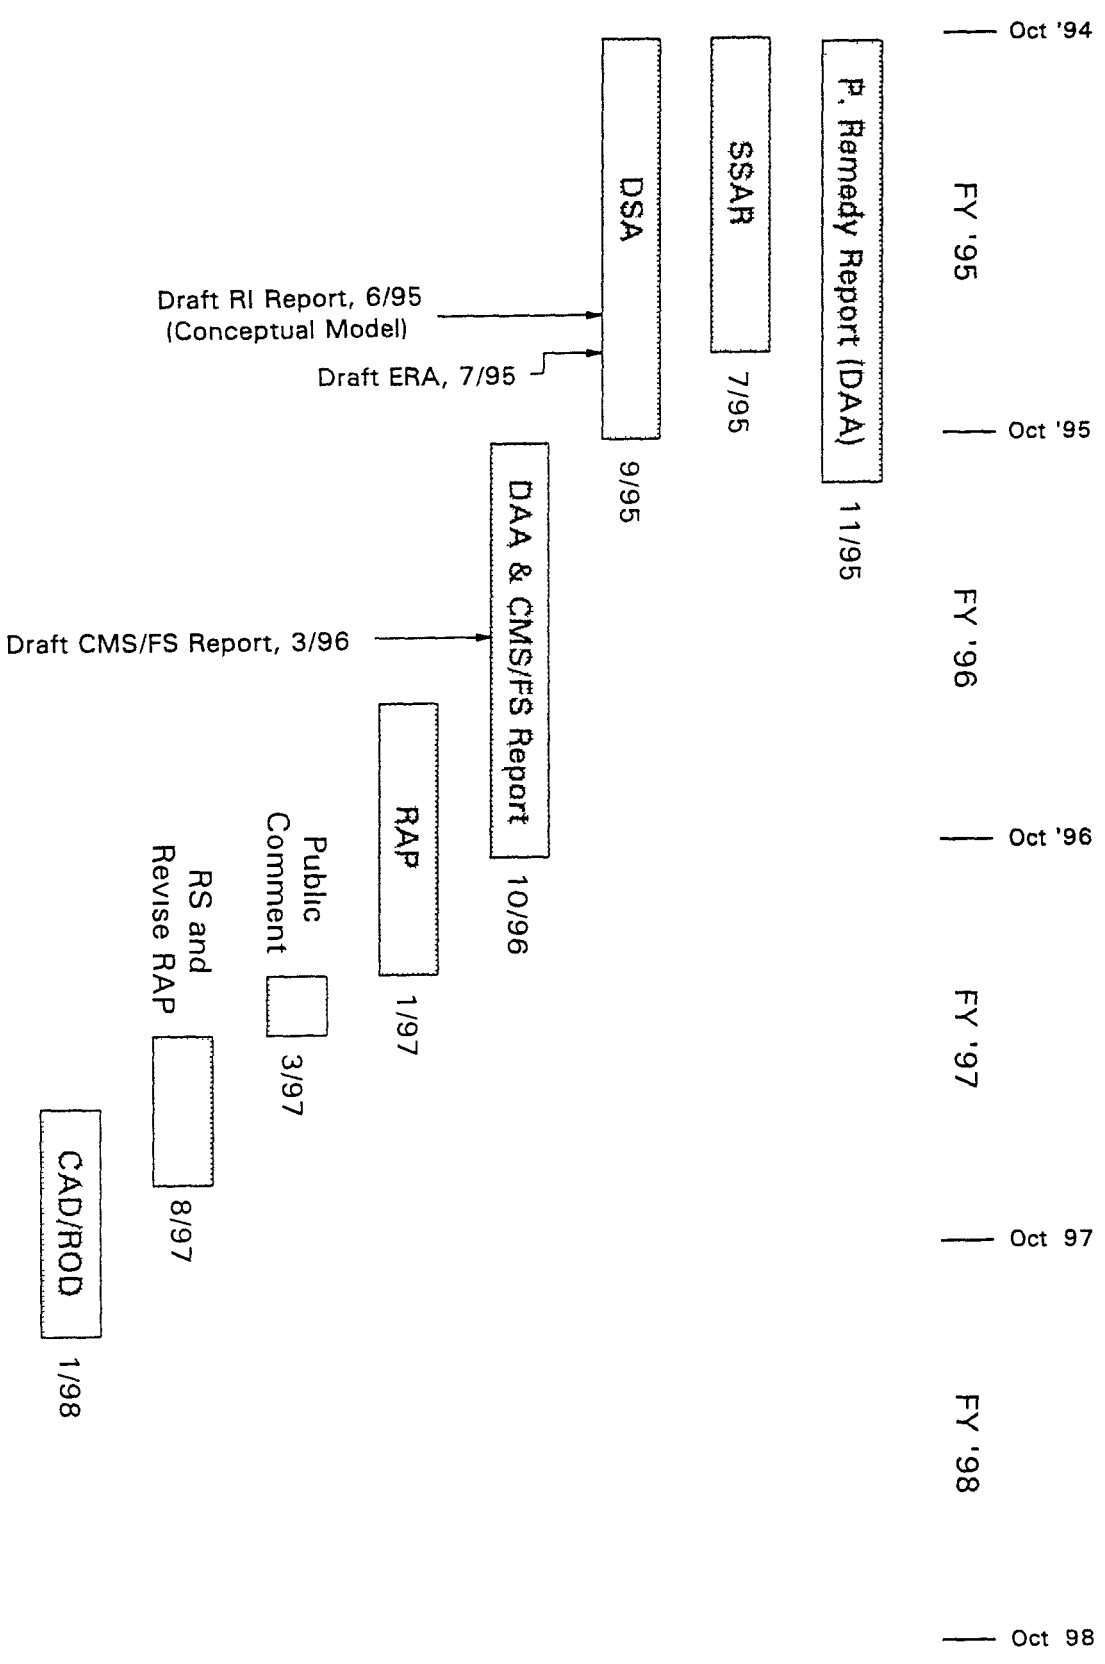 Oct '94
FY '95
Oct '95
FY '96
Oct '96
FY '97
Oct 97
FY '98
Oct 98
P. Remedy Report (DAA)
11/95
SSAR
7/95
DSA
9/95
Draft RI Report, 6/95
(Conceptual Model)
Draft ERA, 7/95
DAA & CMS/FS Report
10/96
Draft CMS/FS Report, 3/96
RAP
1/97
Public
Comment
3/97
RS and
Revise RAP
8/97
CAD/ROD
1/98